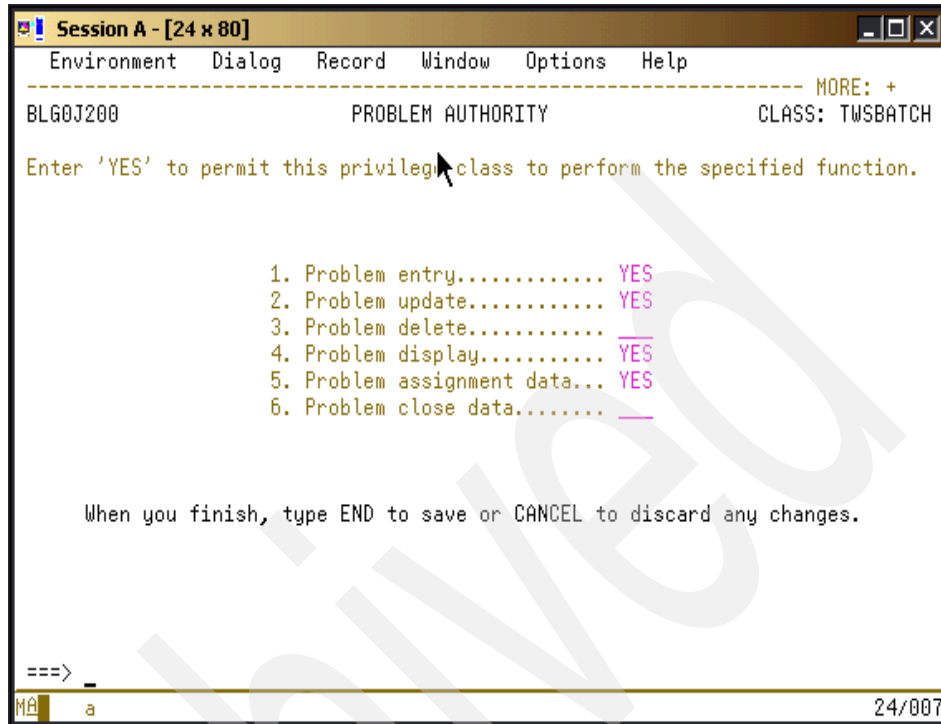 Session A - [24 x 80]
Environment Dialog Record Window Options Help
------------------------------------------------------------------- MORE: +
BLG0J200 PROBLEM AUTHORITY CLASS: TWSBATCH
Enter 'YES' to permit this privilege class to perform the specified function.
1. Problem entry............. YES
2. Problem update............ YES
3. Problem delete............ ___
4. Problem display........... YES
5. Problem assignment data... YES
6. Problem close data........ ___
When you finish, type END to save or CANCEL to discard any changes.
===> _
MA a 24/007